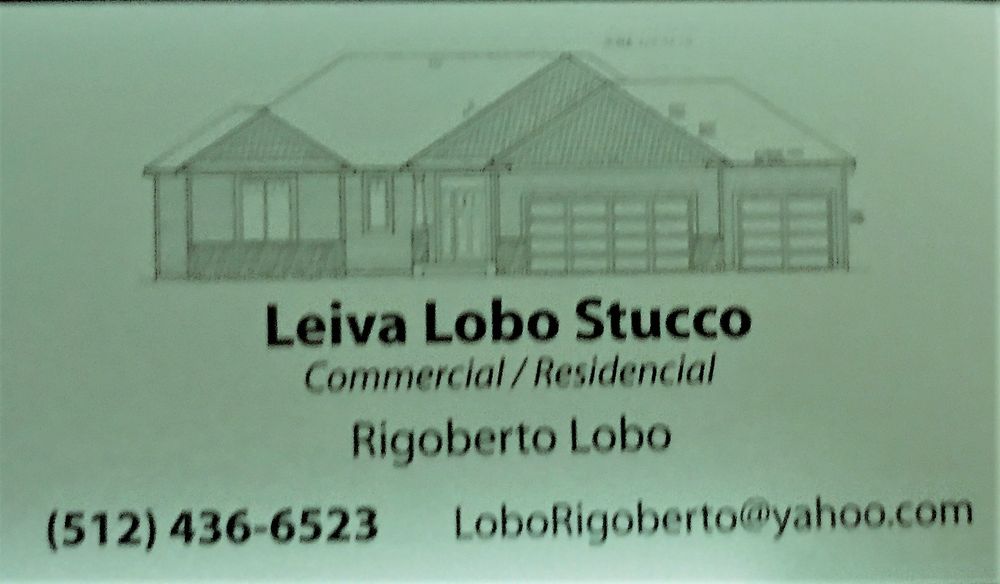 Leiva Lobo Stucco
Commercial / Residencial
Rigoberto Lobo
(512) 436-6523
LoboRigoberto@yahoo.com